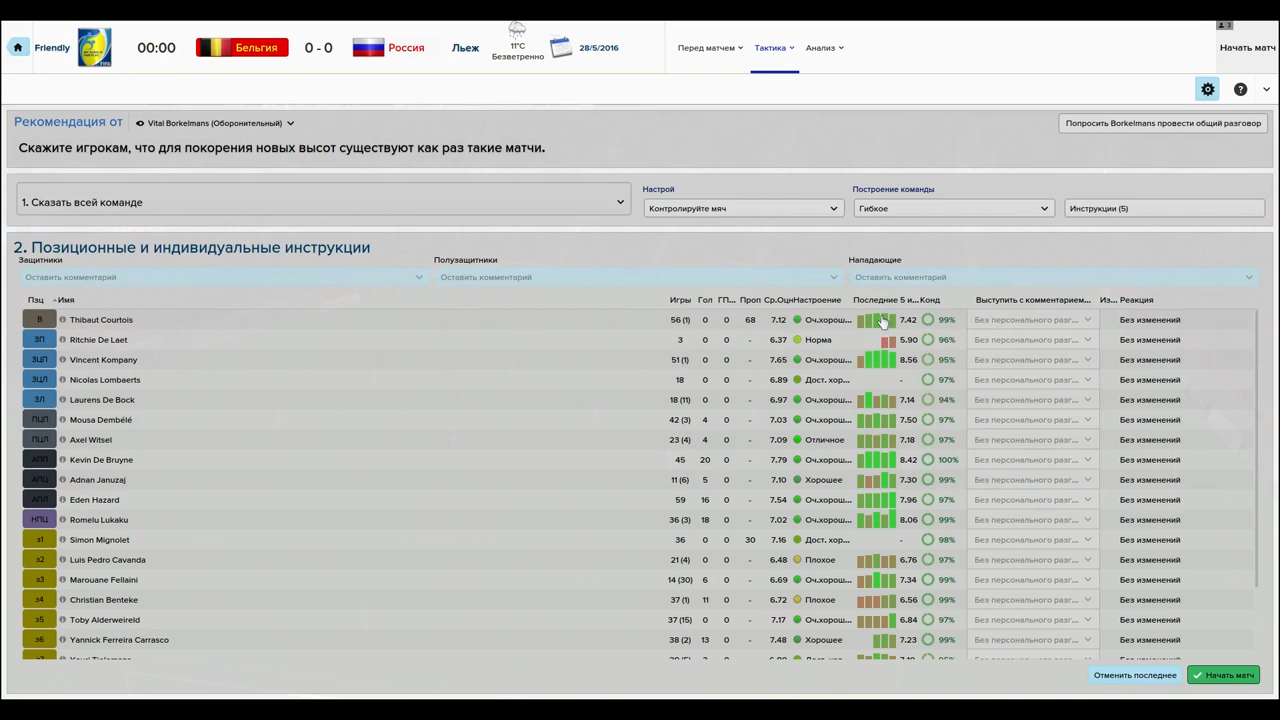 3
Friendly 00:00 Бельгия 0 - 0 Россия Льеж 11°C Безветренно 28/5/2016 Перед матчем Тактика Анализ Начать матч
FIFA
?
Рекомендация от Vital Borkelmans (Оборонительный) Попросить Borkelmans провести общий разговор
Скажите игрокам, что для покорения новых высот существуют как раз такие матчи.
Настрой Построение команды
1. Сказать всей команде Контролируйте мяч Гибкое Инструкции (5)
2. Позиционные и индивидуальные инструкции
Защитники Полузащитники Нападающие
Оставить комментарий Оставить комментарий Оставить комментарий
Пзц Имя Игры Гол ГП... Проп Ср.Оцн Настроение Последние 5 и... Конд Выступить с комментарием... Из... Реакция
В Thibaut Courtois 56 (1) 0 0 68 7.12 Оч.хорош... 7.42 99% Без персонального разг... Без изменений
ЗП Ritchie De Laet 3 0 0 - 6.37 Норма 5.90 96% Без персонального разг... Без изменений
ЗЦП Vincent Kompany 51 (1) 0 0 - 7.65 Оч.хорош... 8.56 95% Без персонального разг... Без изменений
ЗЦЛ Nicolas Lombaerts 18 0 0 - 6.89 Дост. хор... - 97% Без персонального разг... Без изменений
ЗЛ Laurens De Bock 18 (11) 0 0 - 6.97 Оч.хорош... 7.14 94% Без персонального разг... Без изменений
ПЦП Mousa Dembélé 42 (3) 4 0 - 7.03 Оч.хорош... 7.50 97% Без персонального разг... Без изменений
ПЦЛ Axel Witsel 23 (4) 4 0 - 7.09 Отличное 7.18 97% Без персонального разг... Без изменений
АПП Kevin De Bruyne 45 20 0 - 7.79 Оч.хорош... 8.42 100% Без персонального разг... Без изменений
АПЦ Adnan Januzaj 11 (6) 5 0 - 7.10 Хорошее 7.30 99% Без персонального разг... Без изменений
АПЛ Eden Hazard 59 16 0 - 7.54 Оч.хорош... 7.96 97% Без персонального разг... Без изменений
НПЦ Romelu Lukaku 36 (3) 18 0 - 7.02 Оч.хорош... 8.06 99% Без персонального разг... Без изменений
з1 Simon Mignolet 36 0 0 30 7.16 Дост. хор... - 98% Без персонального разг... Без изменений
з2 Luis Pedro Cavanda 21 (4) 0 0 - 6.48 Плохое 6.76 97% Без персонального разг... Без изменений
з3 Marouane Fellaini 14 (30) 6 0 - 6.69 Оч.хорош... 7.34 99% Без персонального разг... Без изменений
з4 Christian Benteke 37 (1) 11 0 - 6.72 Плохое 6.56 99% Без персонального разг... Без изменений
з5 Toby Alderweireld 37 (15) 0 0 - 7.17 Оч.хорош... 6.84 97% Без персонального разг... Без изменений
з6 Yannick Ferreira Carrasco 38 (2) 13 0 - 7.48 Хорошее 7.23 99% Без персонального разг... Без изменений
Отменить последнее Начать матч